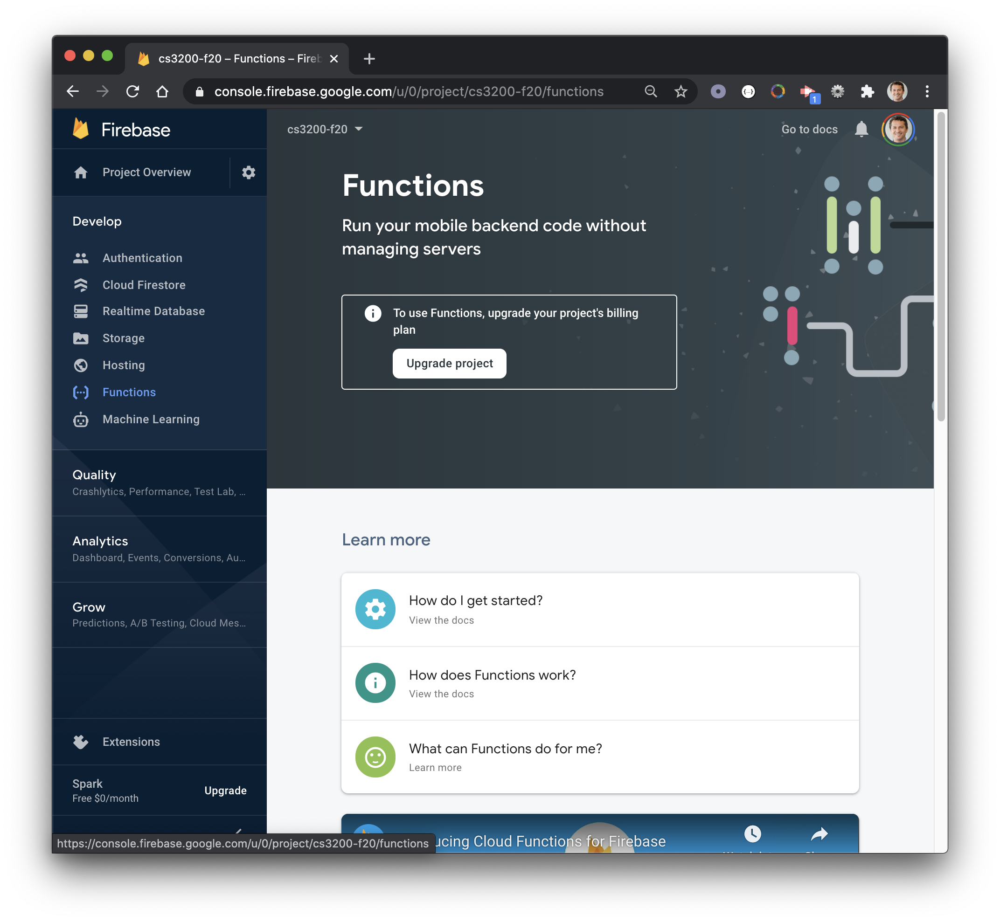 cs3200-f20 – Functions – Fireb
console.firebase.google.com/u/0/project/cs3200-f20/functions
1
Firebase
cs3200-f20
Go to docs
Project Overview
Develop
Authentication
Cloud Firestore
Realtime Database
Storage
Hosting
Functions
Machine Learning
Quality
Crashlytics, Performance, Test Lab, ...
Analytics
Dashboard, Events, Conversions, Au...
Grow
Predictions, A/B Testing, Cloud Mes...
Extensions
Spark
Free $0/month
Upgrade
Functions
Run your mobile backend code without
managing servers
To use Functions, upgrade your project's billing
plan
Upgrade project
Learn more
How do I get started?
View the docs
How does Functions work?
View the docs
What can Functions do for me?
Learn more
ucing Cloud Functions for Firebase
https://console.firebase.google.com/u/0/project/cs3200-f20/functions